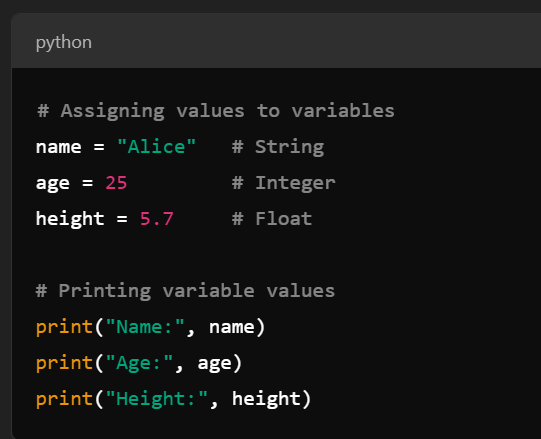 python
# Assigning values to variables
name = "Alice"   # String
age = 25         # Integer
height = 5.7     # Float
# Printing variable values
print("Name:", name)
print("Age:", age)
print("Height:", height)